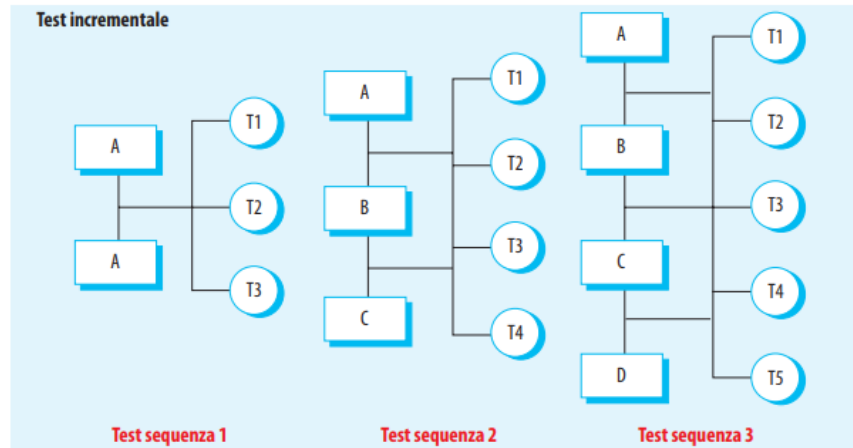 Test incrementale
A
A
T1
T2
T3
A
B
C
T1
T2
T3
T4
A
B
C
D
T1
T2
T3
T4
T5
Test sequenza 1
Test sequenza 2
Test sequenza 3